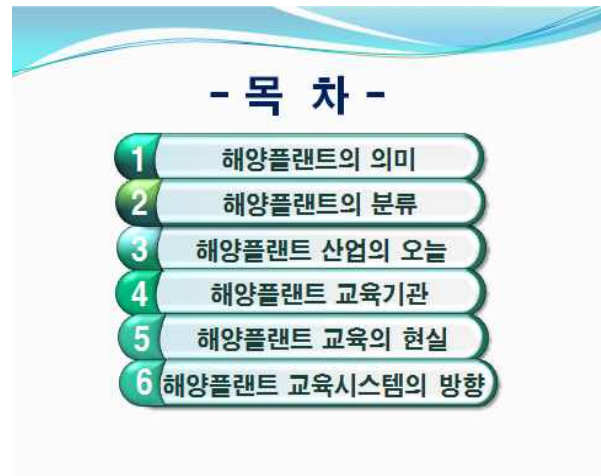 - 목 차 -
1 해양플랜트의 의미
2 해양플랜트의 분류
3 해양플랜트 산업의 오늘
4 해양플랜트 교육기관
5 해양플랜트 교육의 현실
6 해양플랜트 교육시스템의 방향